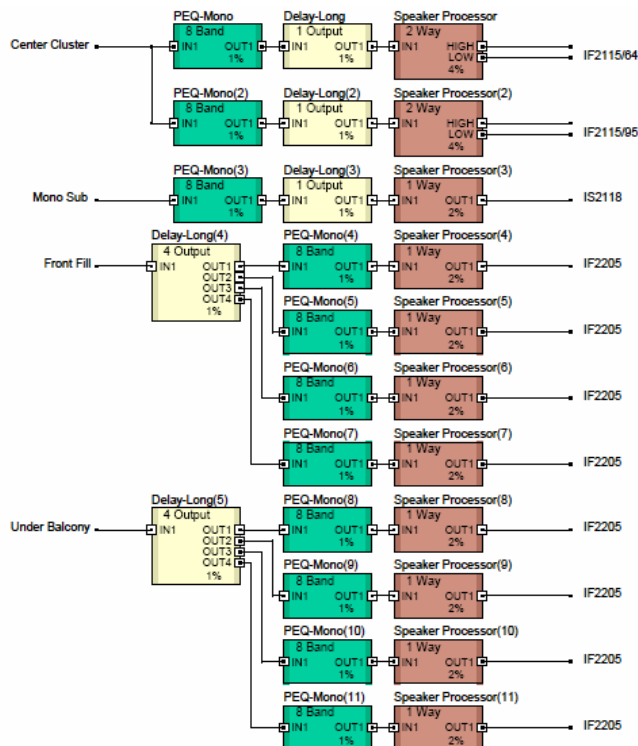 PEQ-Mono Delay-Long Speaker Processor
8 Band 1 Output 2 Way
Center Cluster IN1 OUT1 IN1 OUT1 IN1 HIGH
1% 1% LOW IF2115/64
4%
PEQ-Mono(2) Delay-Long(2) Speaker Processor(2)
8 Band 1 Output 2 Way
IN1 OUT1 IN1 OUT1 IN1 HIGH
1% 1% LOW IF2115/95
4%
PEQ-Mono(3) Delay-Long(3) Speaker Processor(3)
8 Band 1 Output 1 Way
Mono Sub IN1 OUT1 IN1 OUT1 IN1 OUT1 IS2118
1% 1% 2%
Delay-Long(4) PEQ-Mono(4) Speaker Processor(4)
4 Output 8 Band 1 Way
Front Fill IN1 OUT1 IN1 OUT1 IN1 OUT1 IF2205
OUT2 1% 2%
OUT3
OUT4
1%
PEQ-Mono(5) Speaker Processor(5)
8 Band 1 Way
IN1 OUT1 IN1 OUT1 IF2205
1% 2%
PEQ-Mono(6) Speaker Processor(6)
8 Band 1 Way
IN1 OUT1 IN1 OUT1 IF2205
1% 2%
PEQ-Mono(7) Speaker Processor(7)
8 Band 1 Way
IN1 OUT1 IN1 OUT1 IF2205
1% 2%
Delay-Long(5) PEQ-Mono(8) Speaker Processor(8)
4 Output 8 Band 1 Way
Under Balcony IN1 OUT1 IN1 OUT1 IN1 OUT1 IF2205
OUT2 1% 2%
OUT3
OUT4
1%
PEQ-Mono(9) Speaker Processor(9)
8 Band 1 Way
IN1 OUT1 IN1 OUT1 IF2205
1% 2%
PEQ-Mono(10) Speaker Processor(10)
8 Band 1 Way
IN1 OUT1 IN1 OUT1 IF2205
1% 2%
PEQ-Mono(11) Speaker Processor(11)
8 Band 1 Way
IN1 OUT1 IN1 OUT1 IF2205
1% 2%